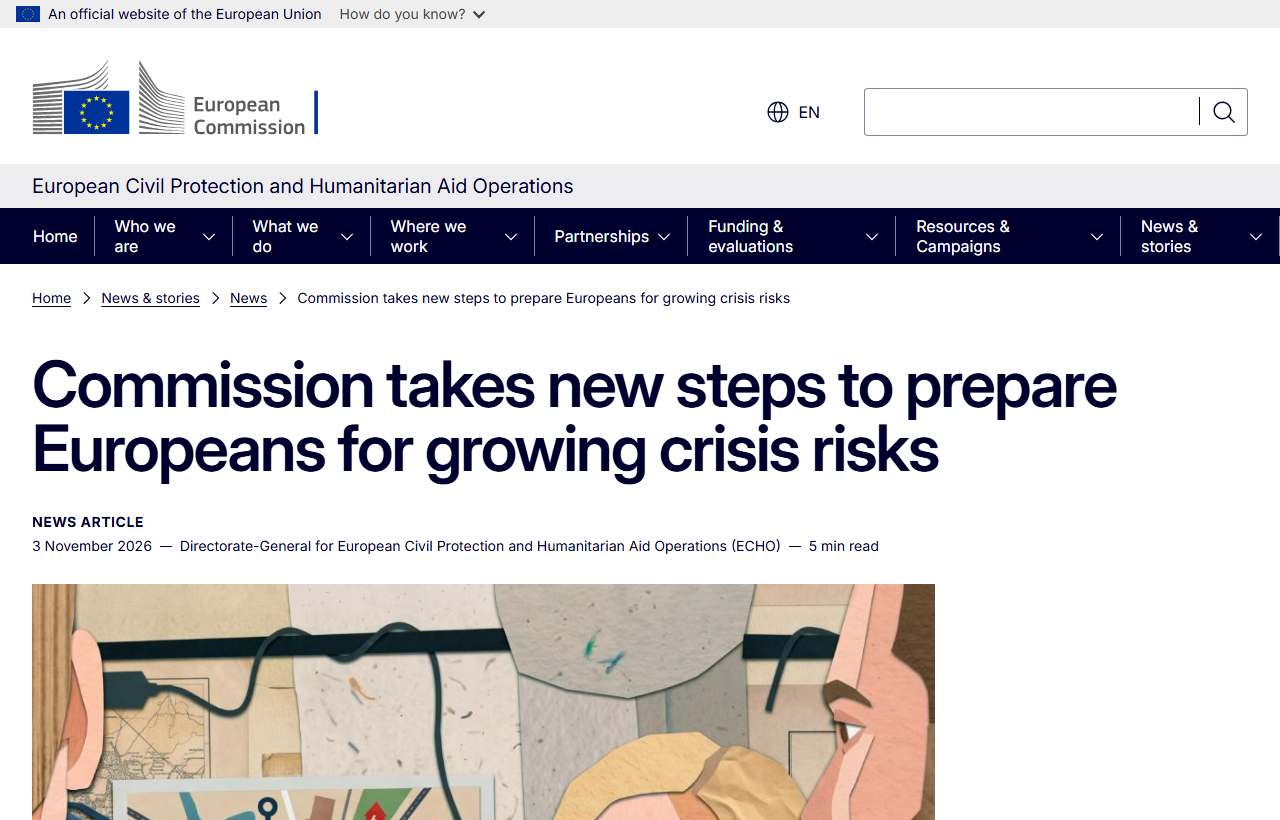 An official website of the European Union How do you know?
European
Commission
EN
European Civil Protection and Humanitarian Aid Operations
Home
Who we
are
What we
do
Where we
work
Partnerships
Funding &
evaluations
Resources &
Campaigns
News &
stories
Home > News & stories > News > Commission takes new steps to prepare Europeans for growing crisis risks
Commission takes new steps to prepare
Europeans for growing crisis risks
NEWS ARTICLE
3 November 2026 — Directorate-General for European Civil Protection and Humanitarian Aid Operations (ECHO) — 5 min read